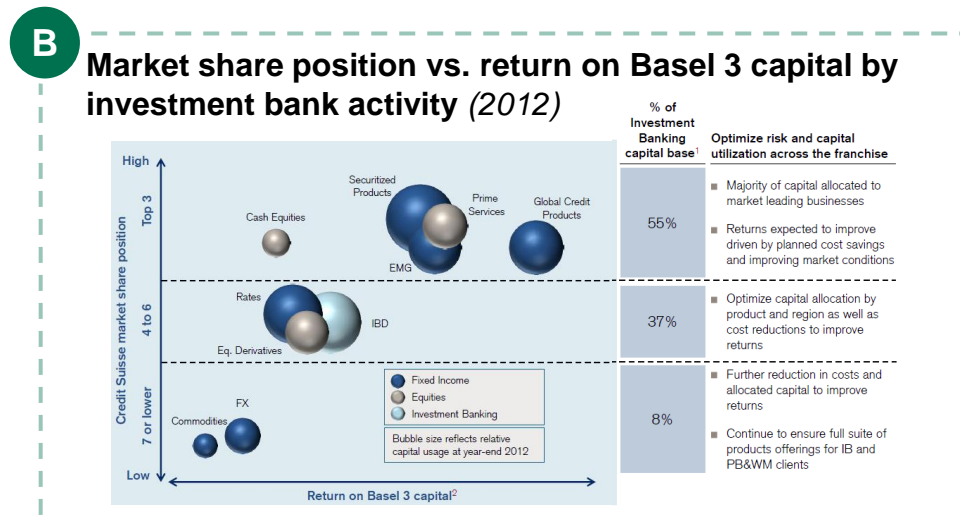 B
Market share position vs. return on Basel 3 capital by
investment bank activity (2012)
% of
Investment
Banking
capital base1
Optimize risk and capital
utilization across the franchise
High
Top 3
4 to 6
7 or lower
Low
Credit Suisse market share position
Securitized
Products
Prime
Services
Global Credit
Products
Cash Equities
EMG
Rates
IBD
Eq. Derivatives
FX
Commodities
Fixed Income
Equities
Investment Banking
Bubble size reflects relative
capital usage at year-end 2012
Return on Basel 3 capital2
55%
Majority of capital allocated to
market leading businesses
Returns expected to improve
driven by planned cost savings
and improving market conditions
37%
Optimize capital allocation by
product and region as well as
cost reductions to improve
returns
8%
Further reduction in costs and
allocated capital to improve
returns
Continue to ensure full suite of
products offerings for IB and
PB&WM clients